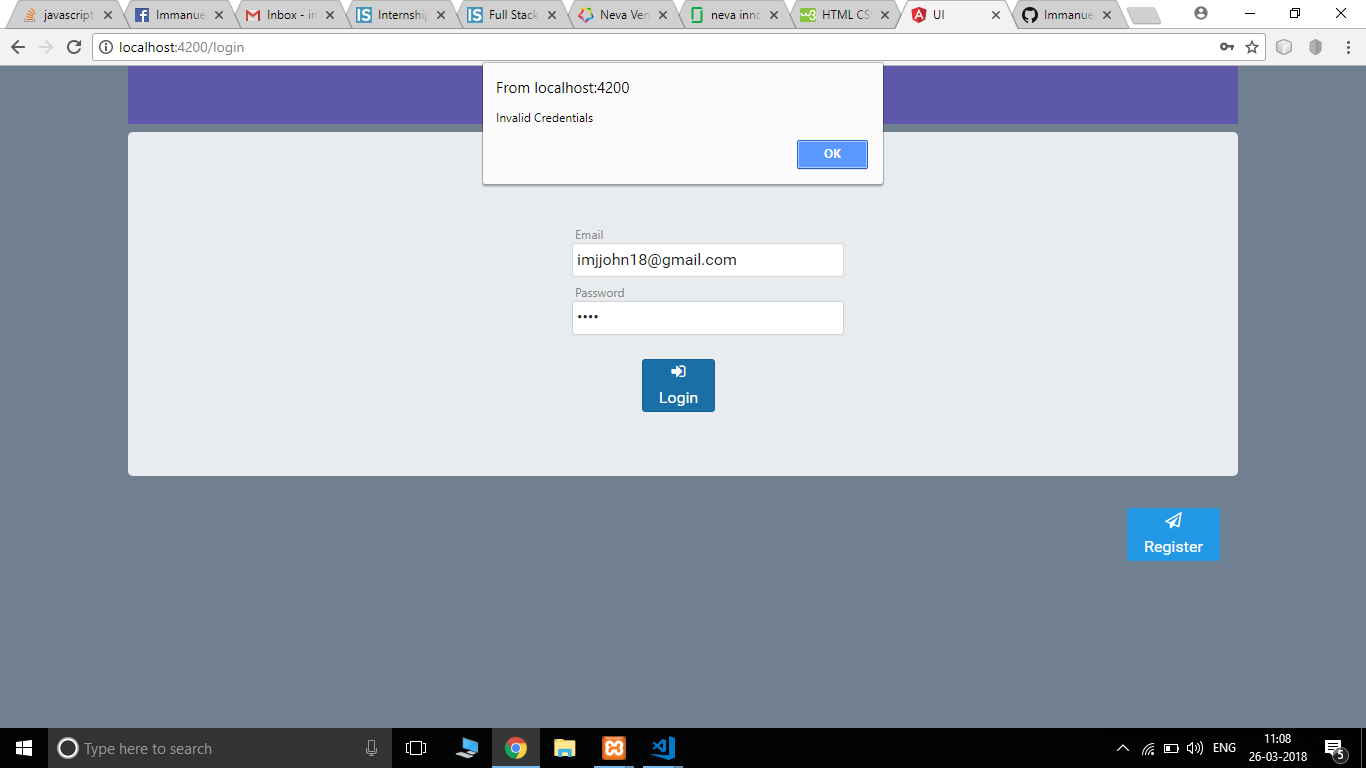 javascript
Immanue
Inbox - in
Internship
Full Stack
Neva Ven
neva inno
HTML CS
UI
Immanue
localhost:4200/login
From localhost:4200
Invalid Credentials
OK
Email
imjjohn18@gmail.com
Password
••••
Login
Register
Type here to search
ENG
11:08
26-03-2018
5